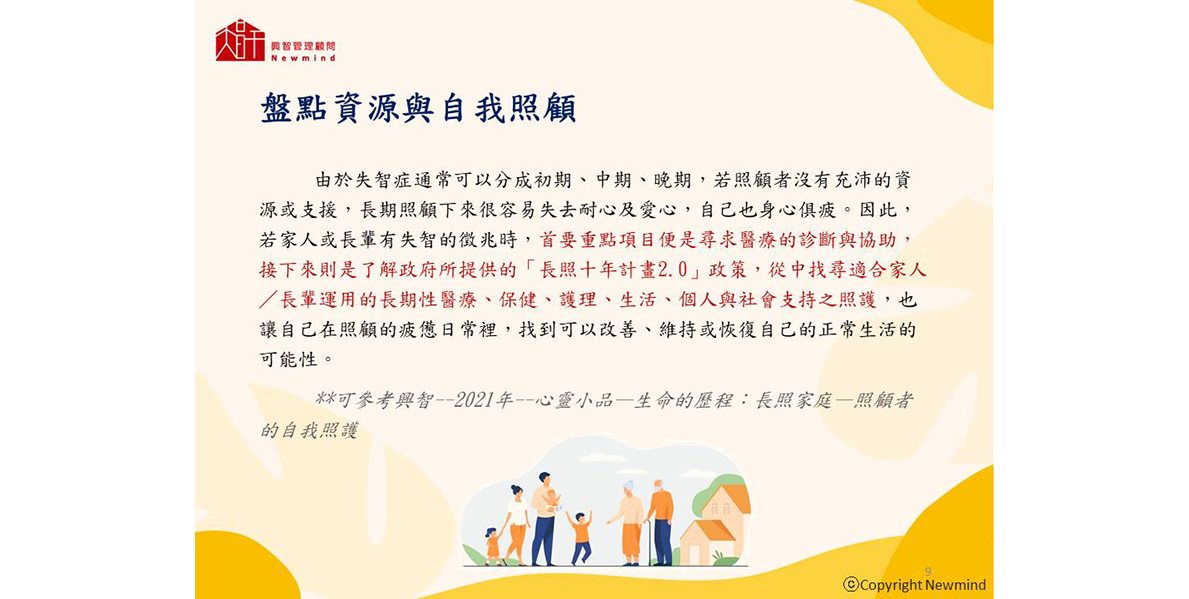 興智管理顧問
Newmind
盤點資源與自我照顧
由於失智症通常可以分成初期、中期、晚期，若照顧者沒有充沛的資
源或支援，長期照顧下來很容易失去耐心及愛心，自己也身心俱疲。因此，
若家人或長輩有失智的徵兆時，首要重點項目便是尋求醫療的診斷與協助，
接下來則是了解政府所提供的「長照十年計畫2.0」政策，從中找尋適合家人
／長輩運用的長期性醫療、保健、護理、生活、個人與社會支持之照護，也
讓自己在照顧的疲憊日常裡，找到可以改善、維持或恢復自己的正常生活的
可能性。
**可參考興智--2021年--心靈小品—生命的歷程：長照家庭—照顧者
的自我照護
9
©Copyright Newmind